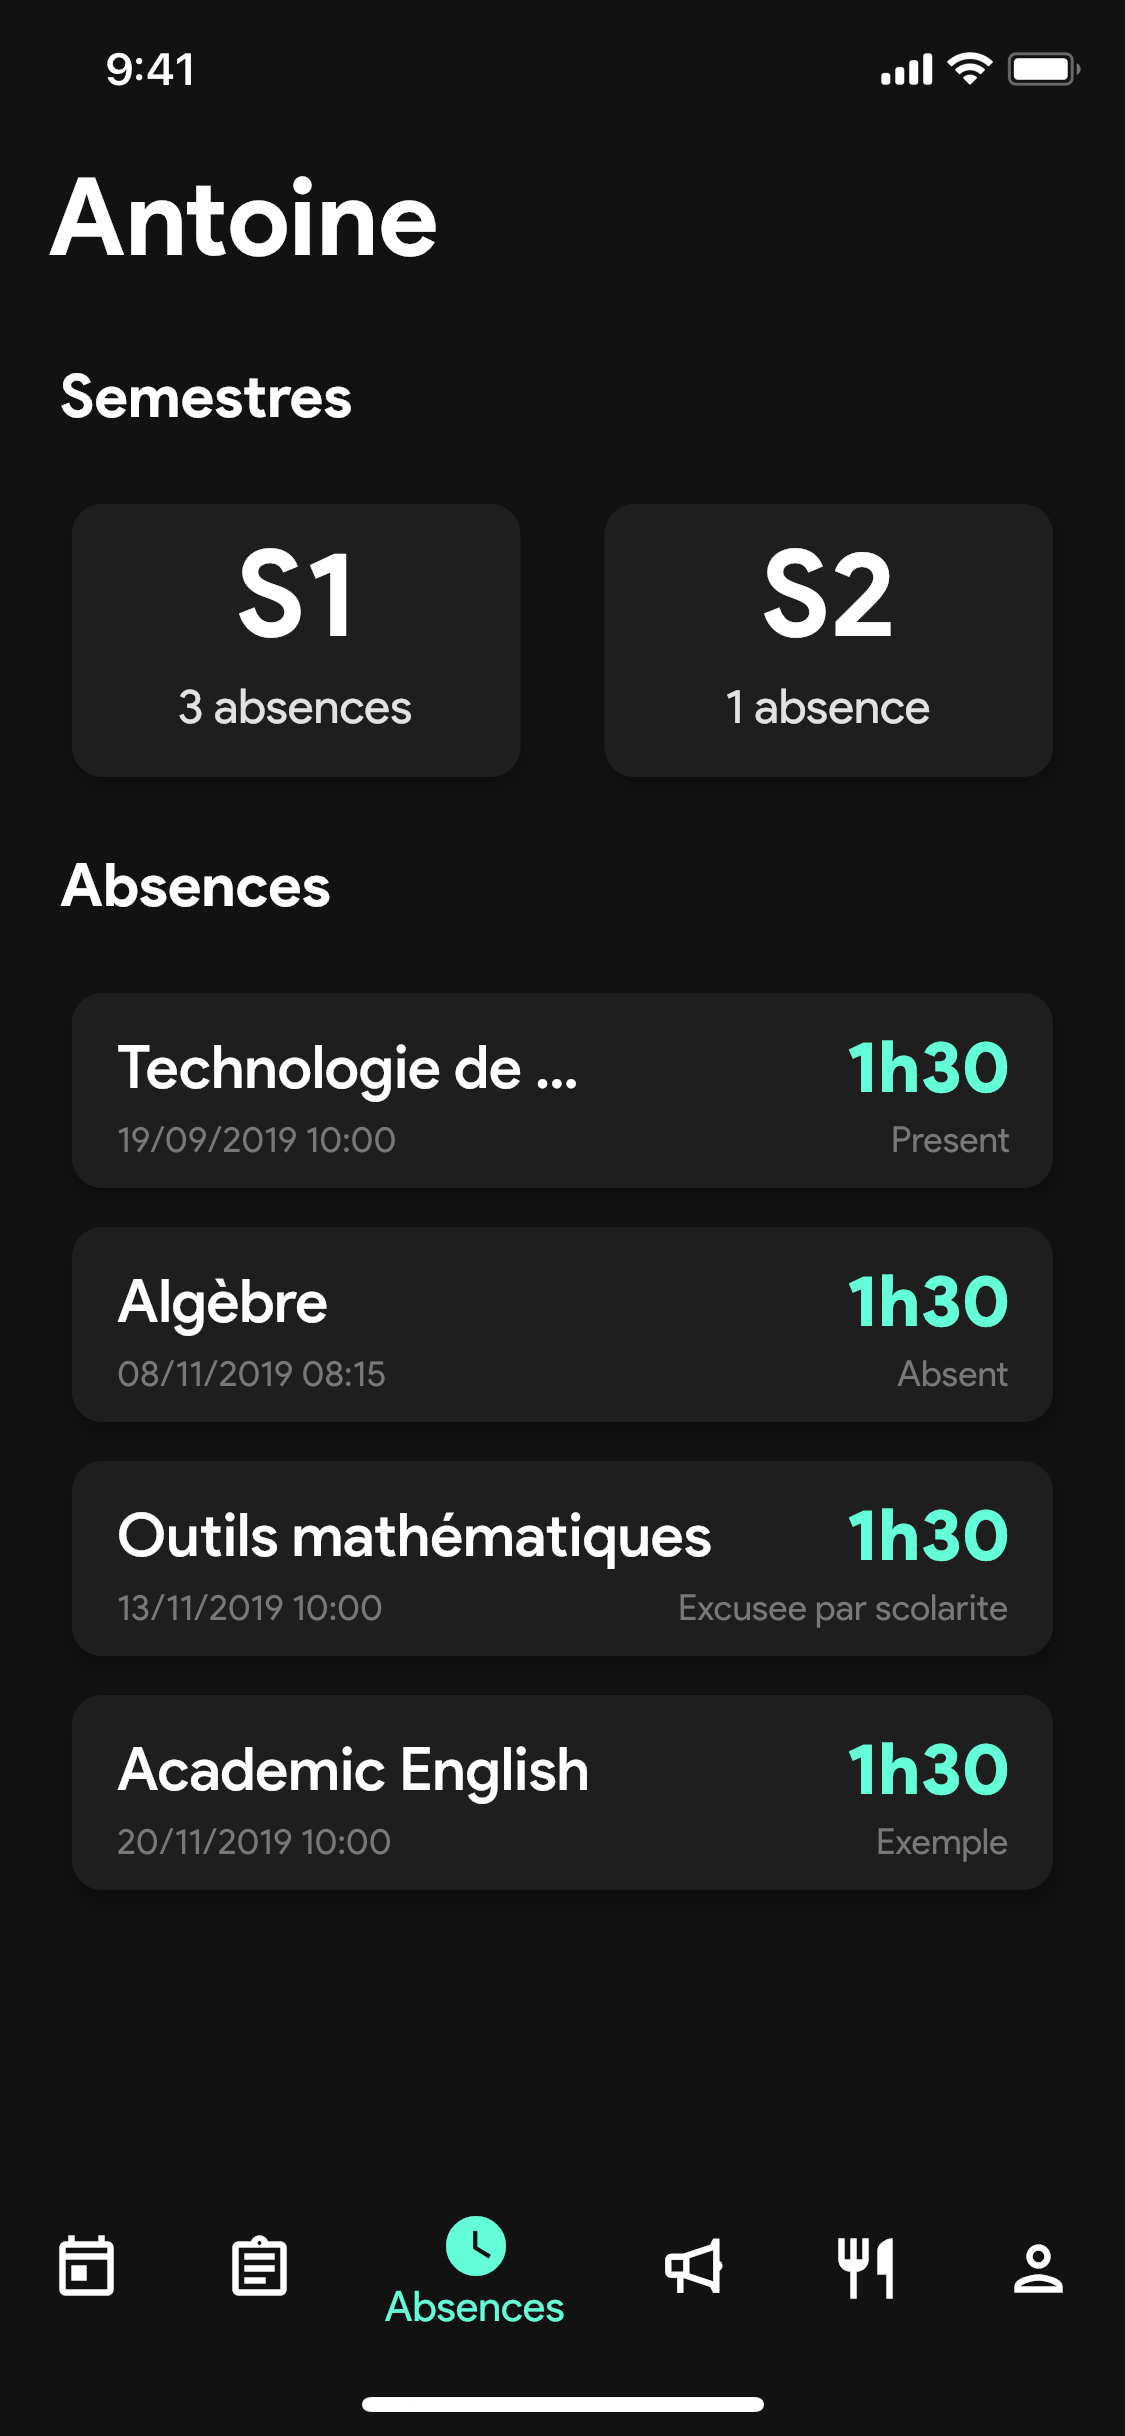 9:41
Antoine
Semestres
S1
3 absences
S2
1 absence
Absences
Technologie de ...
1h30
19/09/2019 10:00
Present
Algèbre
1h30
08/11/2019 08:15
Absent
Outils mathématiques
1h30
13/11/2019 10:00
Excusee par scolarite
Academic English
1h30
20/11/2019 10:00
Exemple
Absences